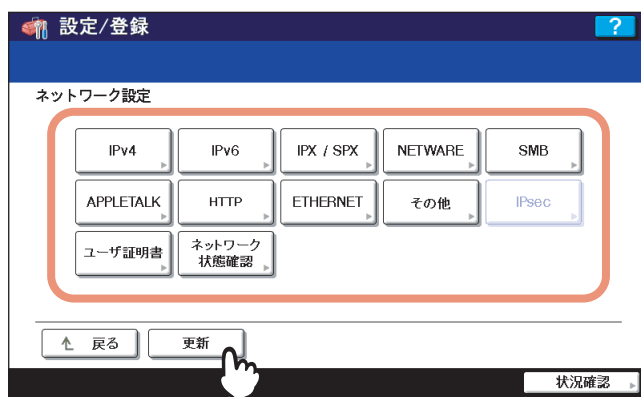 設定/登録
?
ネットワーク設定
IPv4
IPv6
IPX / SPX
NETWARE
SMB
APPLETALK
HTTP
ETHERNET
その他
IPsec
ユーザ証明書
ネットワーク
状態確認
戻る
更新
状況確認